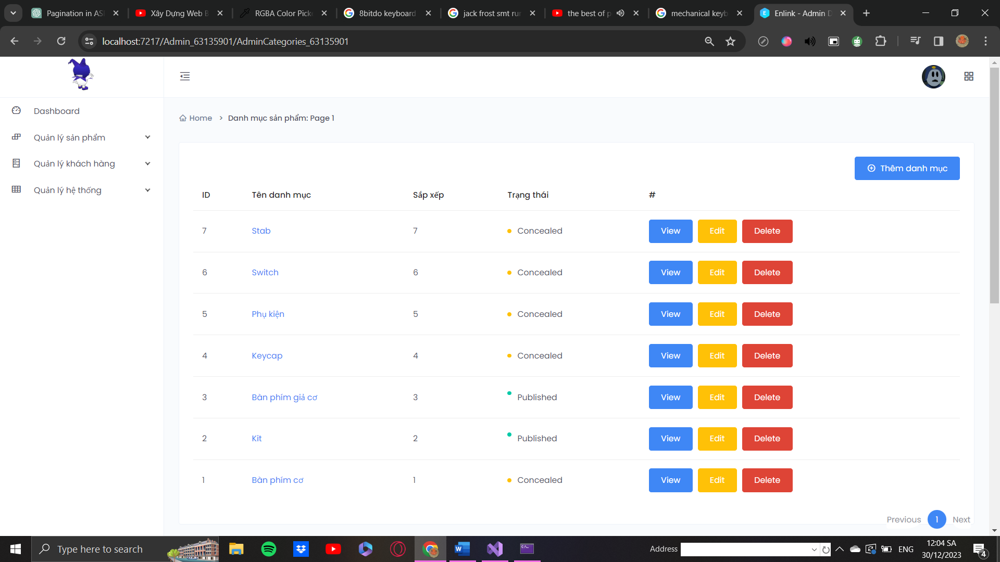 Pagination in AS
Xây Dựng Web B
RGBA Color Picke
8bitdo keyboard
jack frost smt rur
the best of p
mechanical keyb
Enlink - Admin D
localhost:7217/Admin_63135901/AdminCategories_63135901
Dashboard
Quản lý sản phẩm
Quản lý khách hàng
Quản lý hệ thống
Home > Danh mục sản phẩm: Page 1
Thêm danh mục
ID Tên danh mục Sắp xếp Trạng thái #
7 Stab 7 Concealed View Edit Delete
6 Switch 6 Concealed View Edit Delete
5 Phụ kiện 5 Concealed View Edit Delete
4 Keycap 4 Concealed View Edit Delete
3 Bàn phím giả cơ 3 Published View Edit Delete
2 Kit 2 Published View Edit Delete
1 Bàn phím cơ 1 Concealed View Edit Delete
Previous 1 Next
Type here to search
Address
ENG
12:04 SA
30/12/2023
4